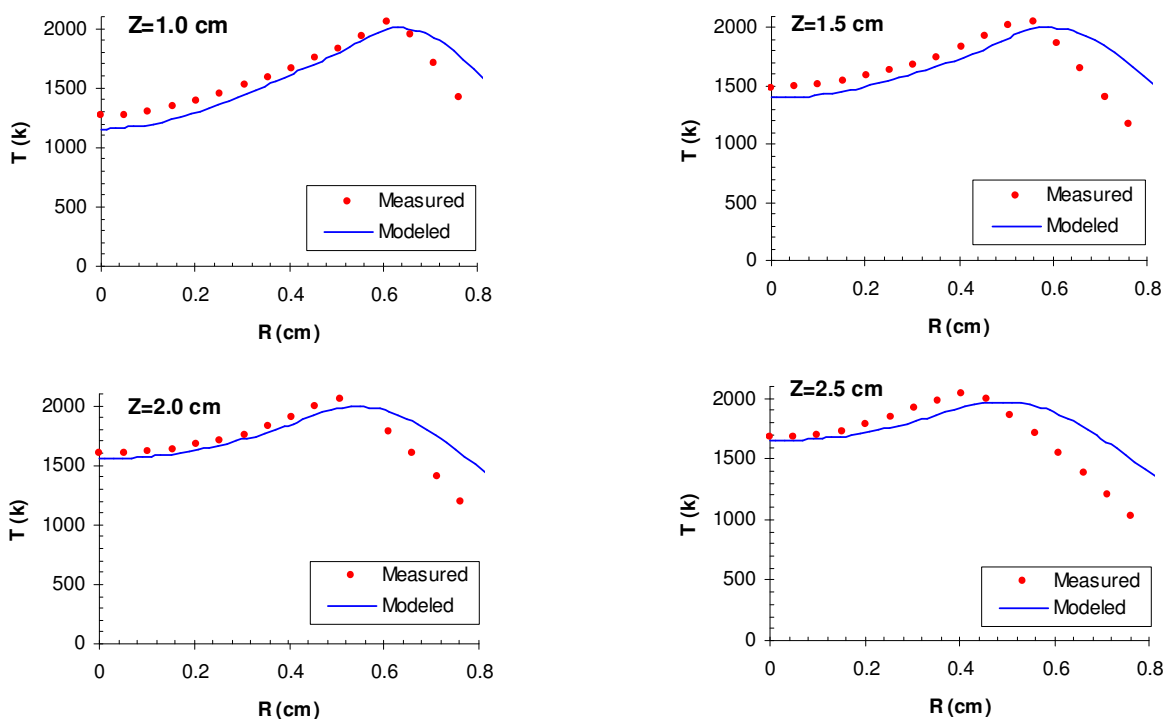 Z=1.0 cm
2000
1500
1000
500
0
T (k)
Measured
Modeled
0 0.2 0.4 0.6 0.8
R (cm)
Z=1.5 cm
2000
1500
1000
500
0
T (k)
Measured
Modeled
0 0.2 0.4 0.6 0.8
R (cm)
Z=2.0 cm
2000
1500
1000
500
0
T (k)
Measured
Modeled
0 0.2 0.4 0.6 0.8
R (cm)
Z=2.5 cm
2000
1500
1000
500
0
T (k)
Measured
Modeled
0 0.2 0.4 0.6 0.8
R (cm)